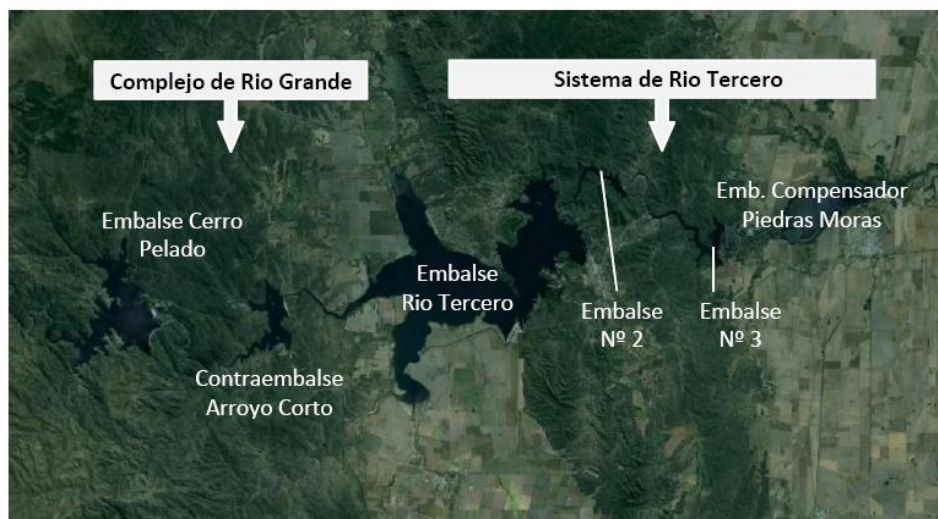 Complejo de Rio Grande
Sistema de Rio Tercero
Embalse Cerro
Pelado
Emb. Compensador
Piedras Moras
Embalse
Rio Tercero
Embalse
Nº 2
Embalse
Nº 3
Contraembalse
Arroyo Corto